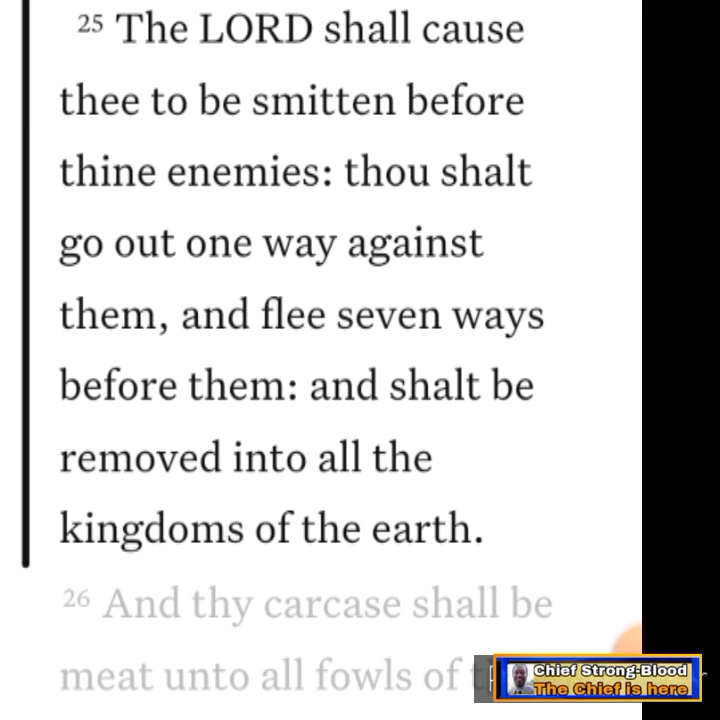 25 The LORD shall cause
thee to be smitten before
thine enemies: thou shalt
go out one way against
them, and flee seven ways
before them: and shalt be
removed into all the
kingdoms of the earth.
26 And thy carcase shall be
meat unto all fowls of
Chief Strong-Blood
The Chief is here